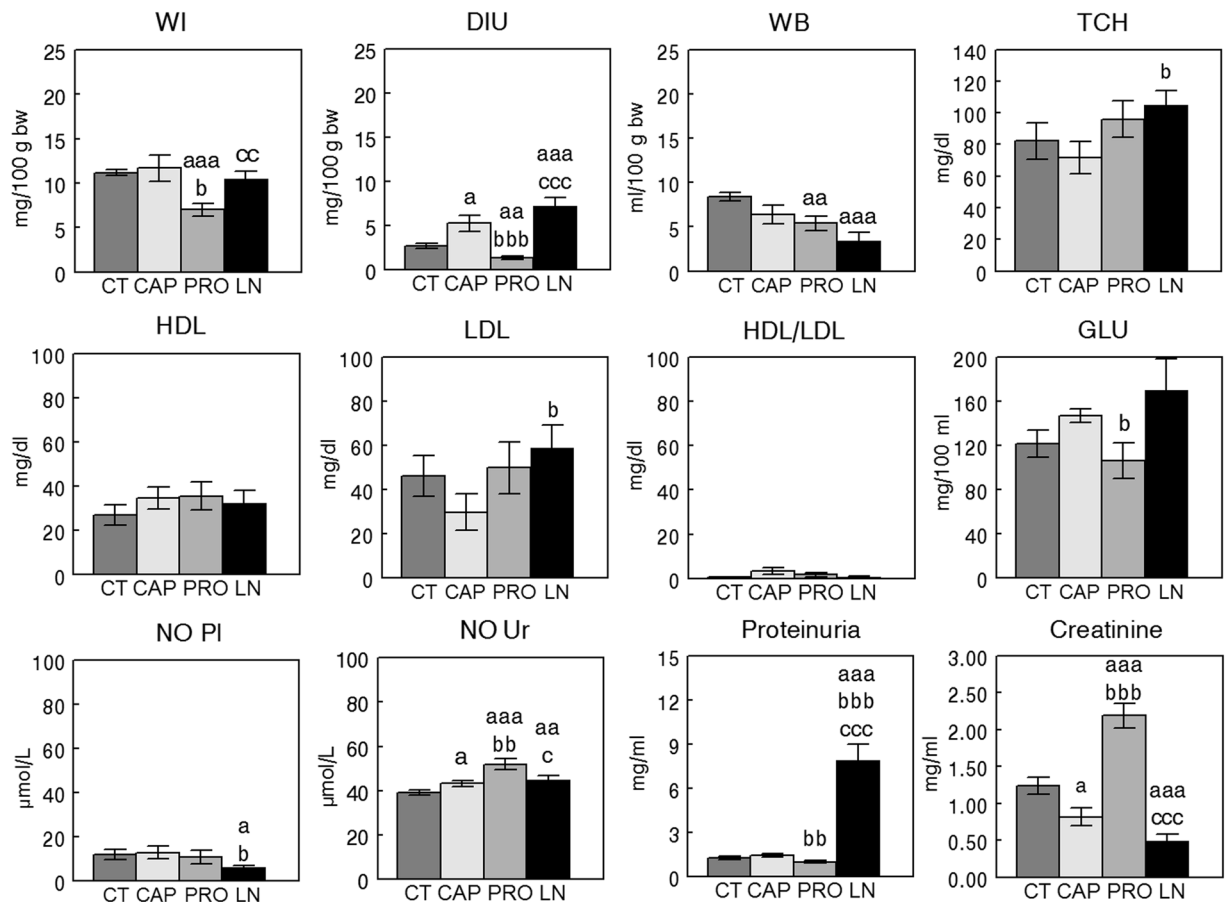 WI
25
20
15
10
5
0
mg/100 g bw
aaa
b
cc
CT CAP PRO LN
DIU
25
20
15
10
5
0
mg/100 g bw
a
aa
bbb
aaa
ccc
CT CAP PRO LN
WB
25
20
15
10
5
0
ml/100 g bw
aa
aaa
CT CAP PRO LN
TCH
140
120
100
80
60
40
20
0
mg/dl
b
CT CAP PRO LN
HDL
100
80
60
40
20
0
mg/dl
CT CAP PRO LN
LDL
100
80
60
40
20
0
mg/dl
b
CT CAP PRO LN
HDL/LDL
100
80
60
40
20
0
mg/dl
CT CAP PRO LN
GLU
200
160
120
80
40
0
mg/100 ml
b
CT CAP PRO LN
NO Pl
100
80
60
40
20
0
µmol/L
a
b
CT CAP PRO LN
NO Ur
100
80
60
40
20
0
µmol/L
a
aaa
bb
aa
c
CT CAP PRO LN
Proteinuria
15
12
9
6
3
0
mg/ml
bb
aaa
bbb
ccc
CT CAP PRO LN
Creatinine
3.00
2.50
2.00
1.50
1.00
0.50
0.00
mg/ml
a
aaa
bbb
aaa
ccc
CT CAP PRO LN